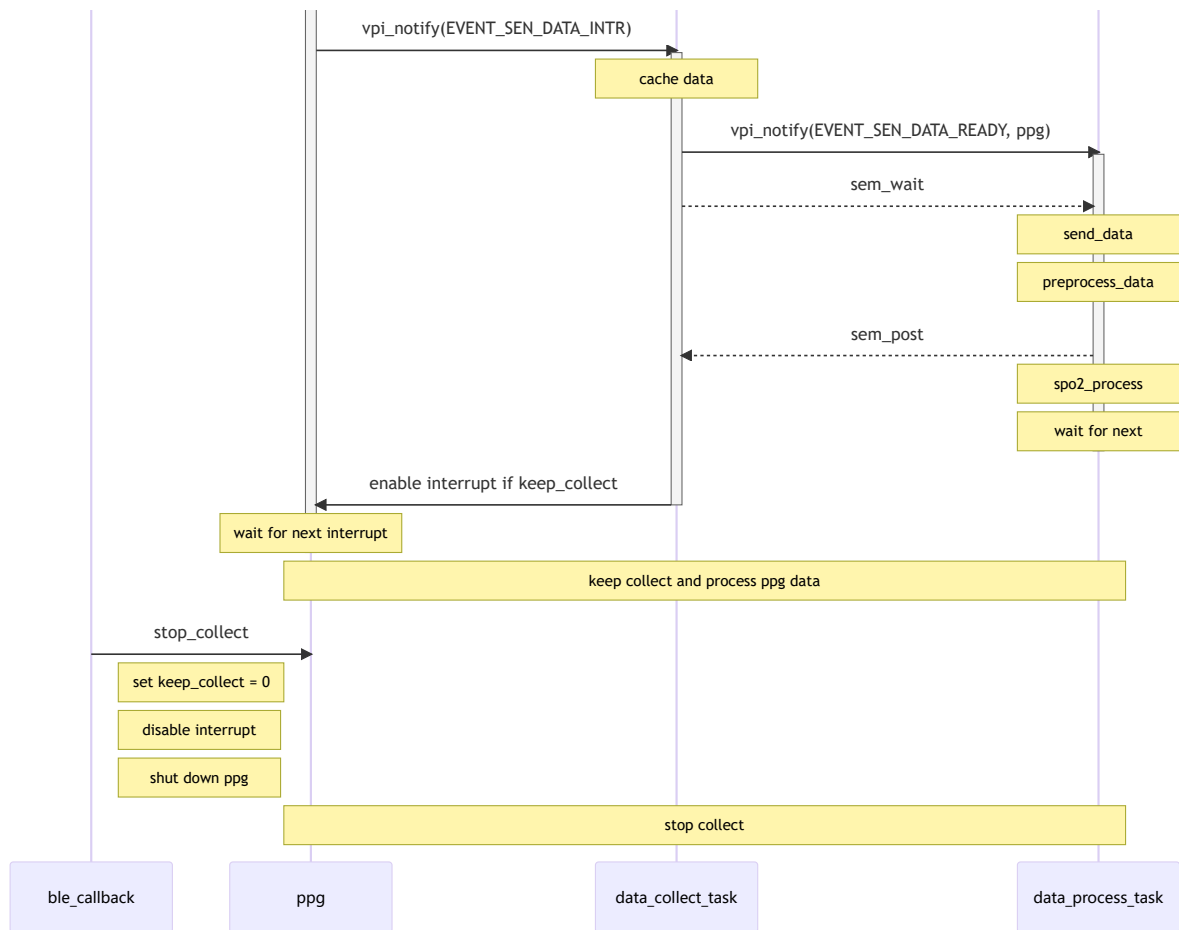 vpi_notify(EVENT_SEN_DATA_INTR)
cache data
vpi_notify(EVENT_SEN_DATA_READY, ppg)
sem_wait
send_data
preprocess_data
sem_post
spo2_process
wait for next
enable interrupt if keep_collect
wait for next interrupt
keep collect and process ppg data
stop_collect
set keep_collect = 0
disable interrupt
shut down ppg
stop collect
ble_callback
ppg
data_collect_task
data_process_task